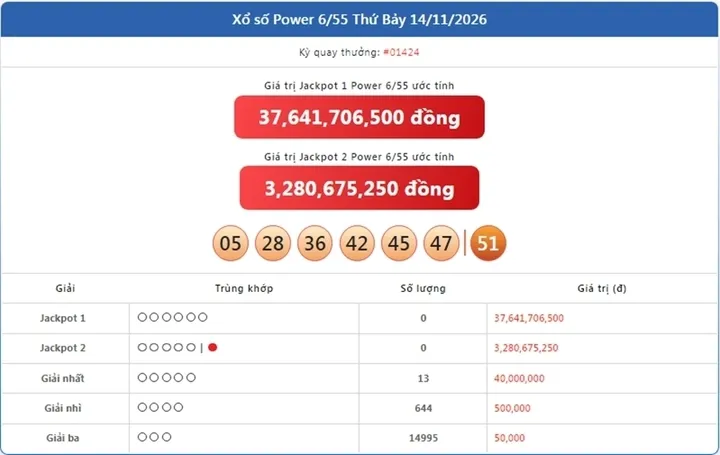 Xổ số Power 6/55 Thứ Bảy 14/11/2026
Kỳ quay thưởng: #01424
Giá trị Jackpot 1 Power 6/55 ước tính
37,641,706,500 đồng
Giá trị Jackpot 2 Power 6/55 ước tính
3,280,675,250 đồng
05 28 36 42 45 47 | 51
Giải Trùng khớp Số lượng Giá trị (đ)
Jackpot 1 0 37,641,706,500
Jackpot 2 | 0 3,280,675,250
Giải nhất 13 40,000,000
Giải nhì 644 500,000
Giải ba 14995 50,000